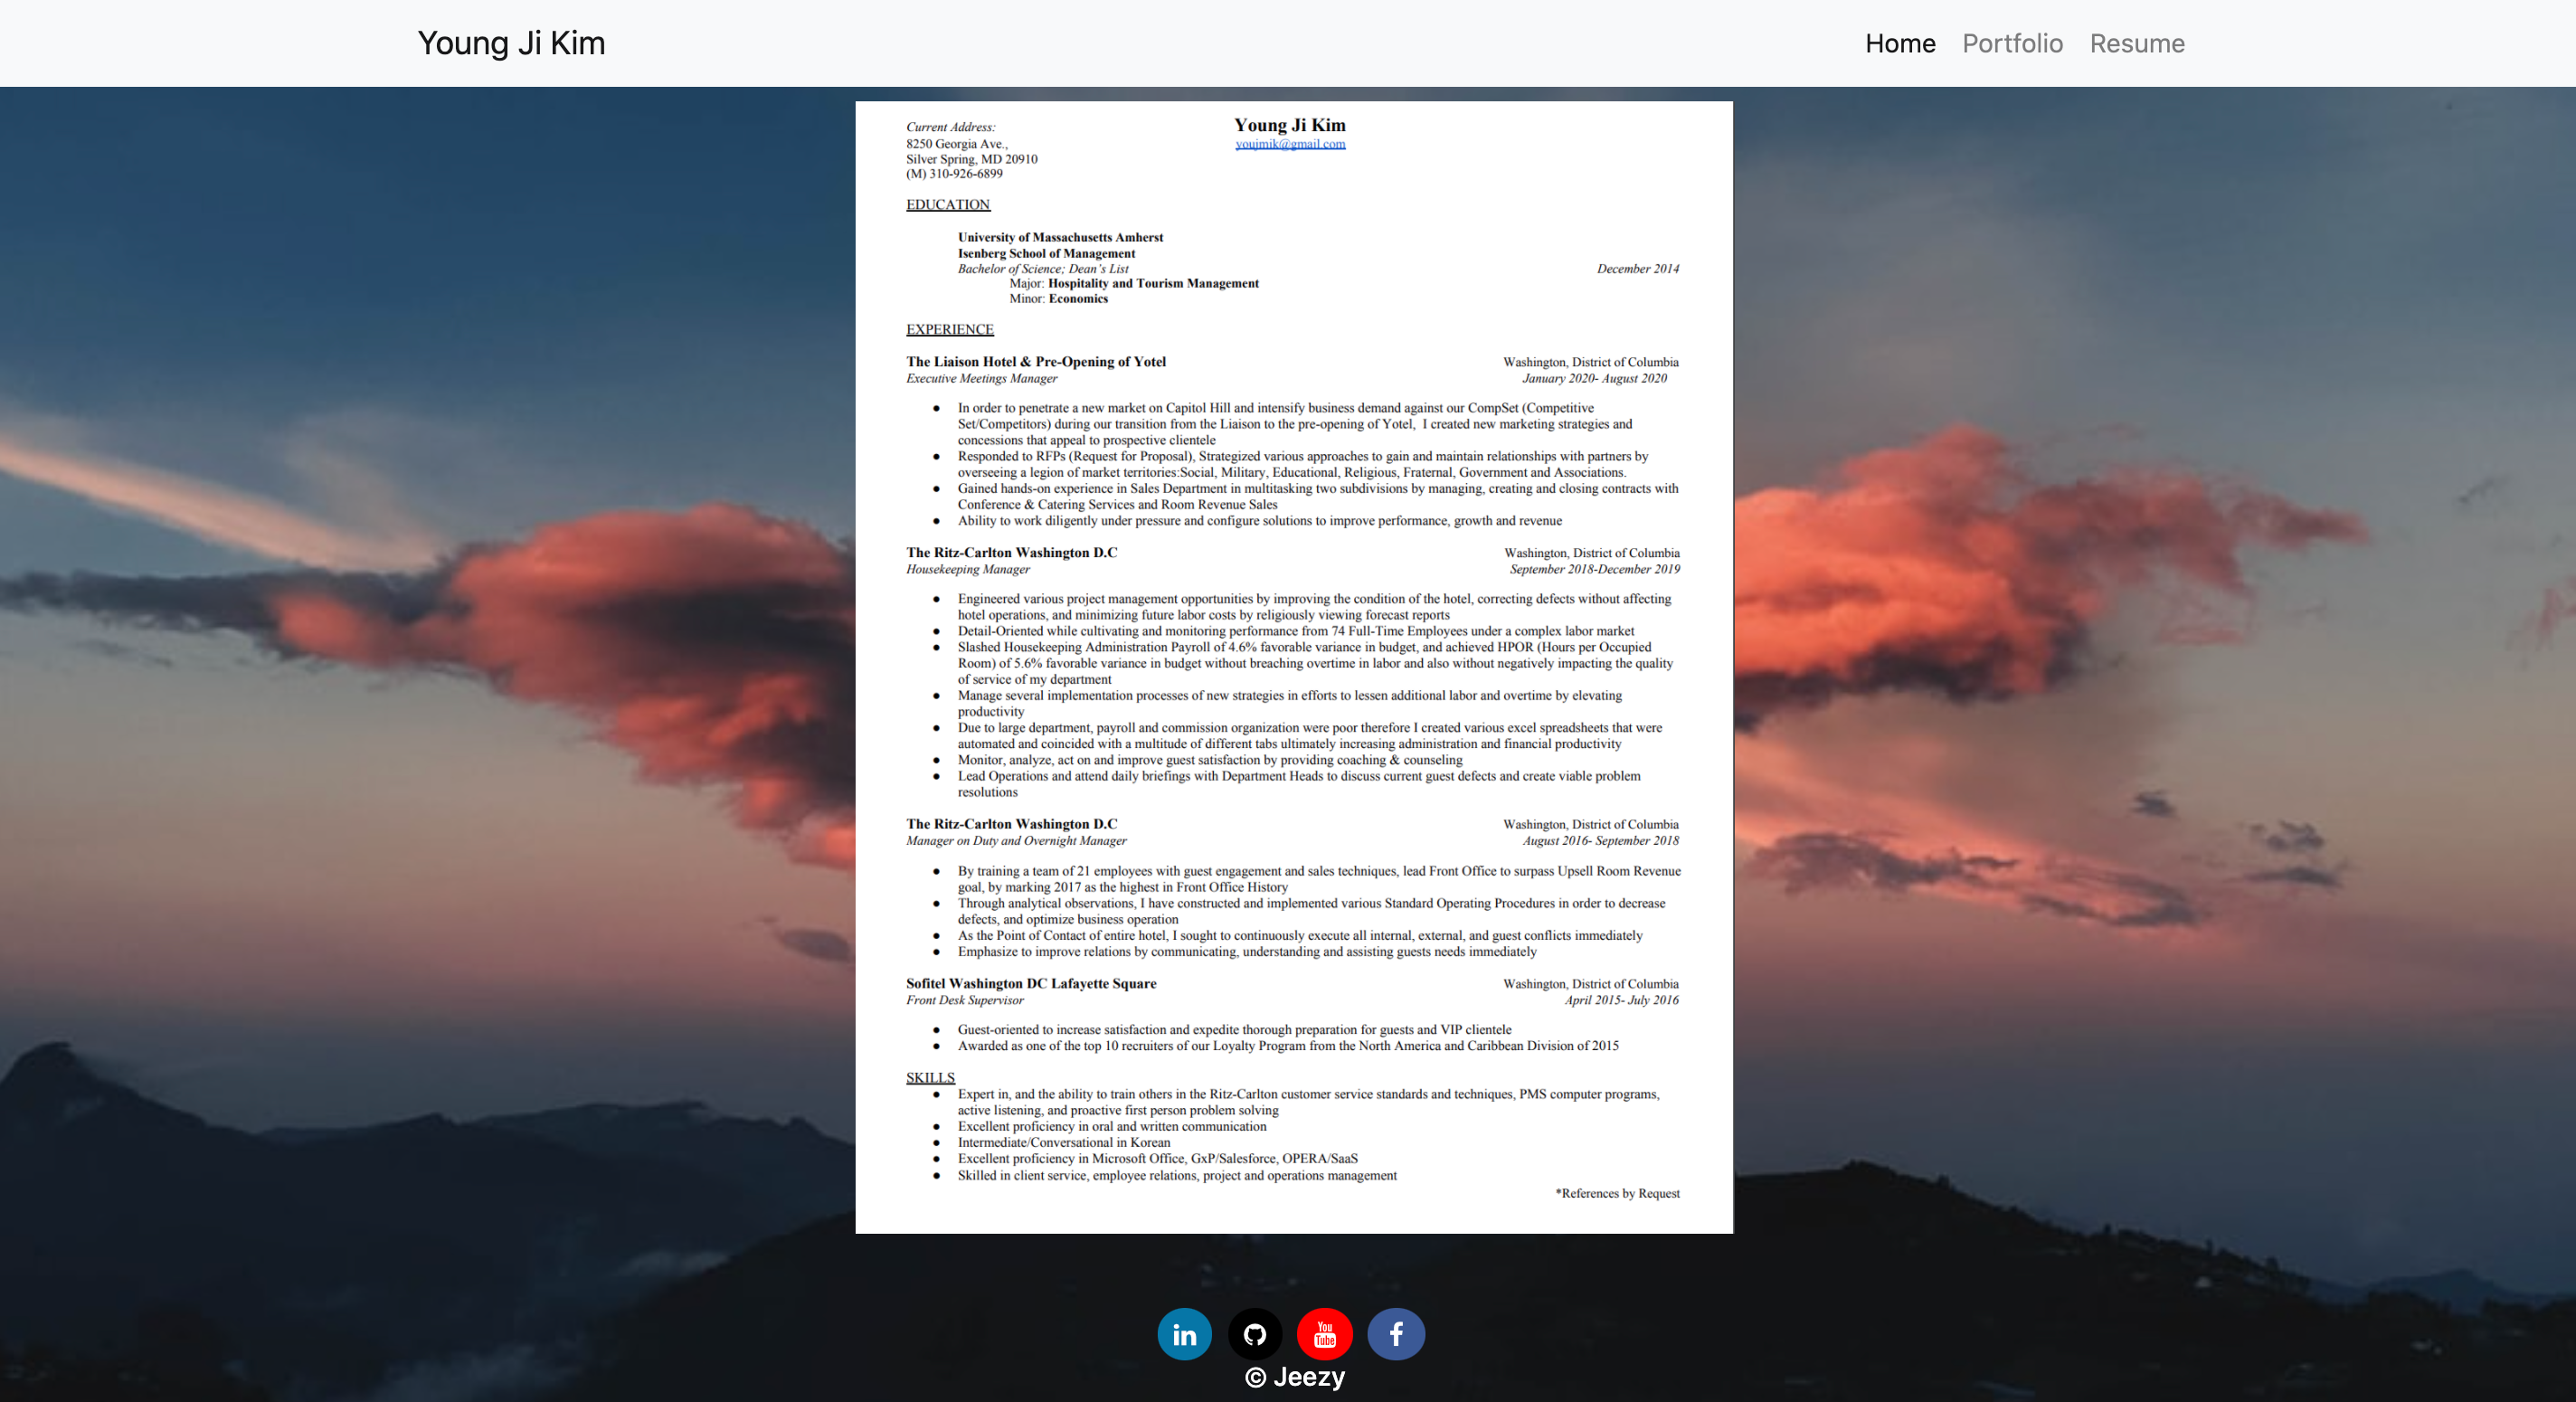 Young Ji Kim
Home Portfolio Resume
Young Ji Kim
youjmik@gmail.com
Current Address:
8250 Georgia Ave.,
Silver Spring, MD 20910
(M) 310-926-6899
EDUCATION
University of Massachusetts Amherst
Isenberg School of Management
Bachelor of Science; Dean's List December 2014
Major: Hospitality and Tourism Management
Minor: Economics
EXPERIENCE
The Liaison Hotel & Pre-Opening of Yotel Washington, District of Columbia
Executive Meetings Manager January 2020- August 2020
● In order to penetrate a new market on Capitol Hill and intensify business demand against our CompSet (Competitive
Set/Competitors) during our transition from the Liaison to the pre-opening of Yotel, I created new marketing strategies and
concessions that appeal to prospective clientele
● Responded to RFPs (Request for Proposal), Strategized various approaches to gain and maintain relationships with partners by
overseeing a legion of market territories:Social, Military, Educational, Religious, Fraternal, Government and Associations.
● Gained hands-on experience in Sales Department in multitasking two subdivisions by managing, creating and closing contracts with
Conference & Catering Services and Room Revenue Sales
● Ability to work diligently under pressure and configure solutions to improve performance, growth and revenue
The Ritz-Carlton Washington D.C Washington, District of Columbia
Housekeeping Manager September 2018-December 2019
● Engineered various project management opportunities by improving the condition of the hotel, correcting defects without affecting
hotel operations, and minimizing future labor costs by religiously viewing forecast reports
● Detail-Oriented while cultivating and monitoring performance from 74 Full-Time Employees under a complex labor market
● Slashed Housekeeping Administration Payroll of 4.6% favorable variance in budget, and achieved HPOR (Hours per Occupied
Room) of 5.6% favorable variance in budget without breaching overtime in labor and also without negatively impacting the quality
of service of my department
● Manage several implementation processes of new strategies in efforts to lessen additional labor and overtime by elevating
productivity
● Due to large department, payroll and commission organization were poor therefore I created various excel spreadsheets that were
automated and coincided with a multitude of different tabs ultimately increasing administration and financial productivity
● Monitor, analyze, act on and improve guest satisfaction by providing coaching & counseling
● Lead Operations and attend daily briefings with Department Heads to discuss current guest defects and create viable problem
resolutions
The Ritz-Carlton Washington D.C Washington, District of Columbia
Manager on Duty and Overnight Manager August 2016- September 2018
● By training a team of 21 employees with guest engagement and sales techniques, lead Front Office to surpass Upsell Room Revenue
goal, by marking 2017 as the highest in Front Office History
● Through analytical observations, I have constructed and implemented various Standard Operating Procedures in order to decrease
defects, and optimize business operation
● As the Point of Contact of entire hotel, I sought to continuously execute all internal, external, and guest conflicts immediately
● Emphasize to improve relations by communicating, understanding and assisting guests needs immediately
Sofitel Washington DC Lafayette Square Washington, District of Columbia
Front Desk Supervisor April 2015- July 2016
● Guest-oriented to increase satisfaction and expedite thorough preparation for guests and VIP clientele
● Awarded as one of the top 10 recruiters of our Loyalty Program from the North America and Caribbean Division of 2015
SKILLS
● Expert in, and the ability to train others in the Ritz-Carlton customer service standards and techniques, PMS computer programs,
active listening, and proactive first person problem solving
● Excellent proficiency in oral and written communication
● Intermediate/Conversational in Korean
● Excellent proficiency in Microsoft Office, GxP/Salesforce, OPERA/SaaS
● Skilled in client service, employee relations, project and operations management
*References by Request
in You Tube f
© Jeezy